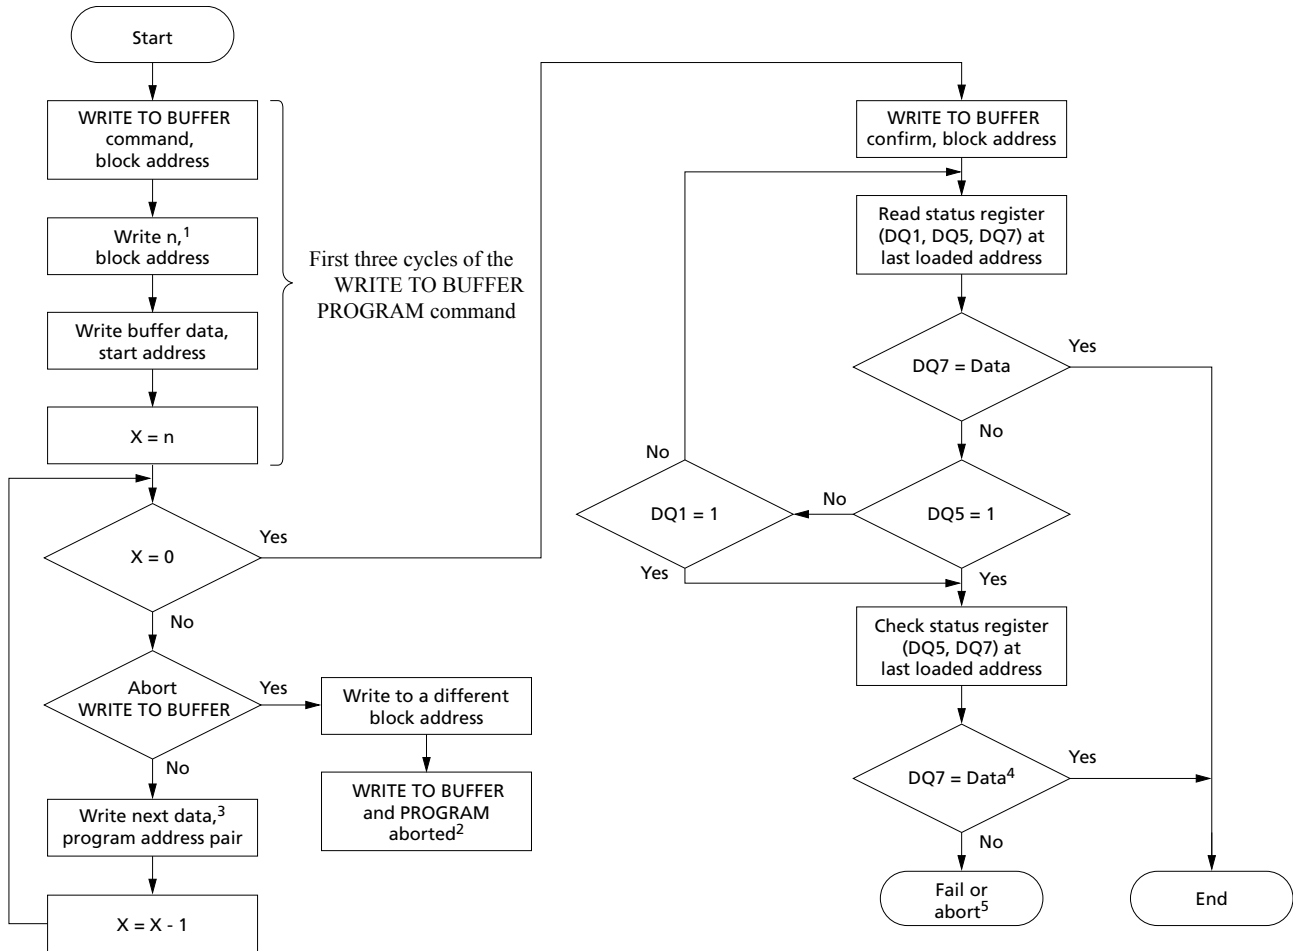 Start
WRITE TO BUFFER
command,
block address
Write n,¹
block address
Write buffer data,
start address
X = n
First three cycles of the
WRITE TO BUFFER
PROGRAM command
X = 0
Yes
No
Abort
WRITE TO BUFFER
Yes
No
Write to a different
block address
WRITE TO BUFFER
and PROGRAM
aborted²
Write next data,³
program address pair
X = X - 1
WRITE TO BUFFER
confirm, block address
Read status register
(DQ1, DQ5, DQ7) at
last loaded address
DQ7 = Data
Yes
No
DQ5 = 1
No
Yes
DQ1 = 1
No
Yes
Check status register
(DQ5, DQ7) at
last loaded address
DQ7 = Data⁴
Yes
No
Fail or
abort⁵
End